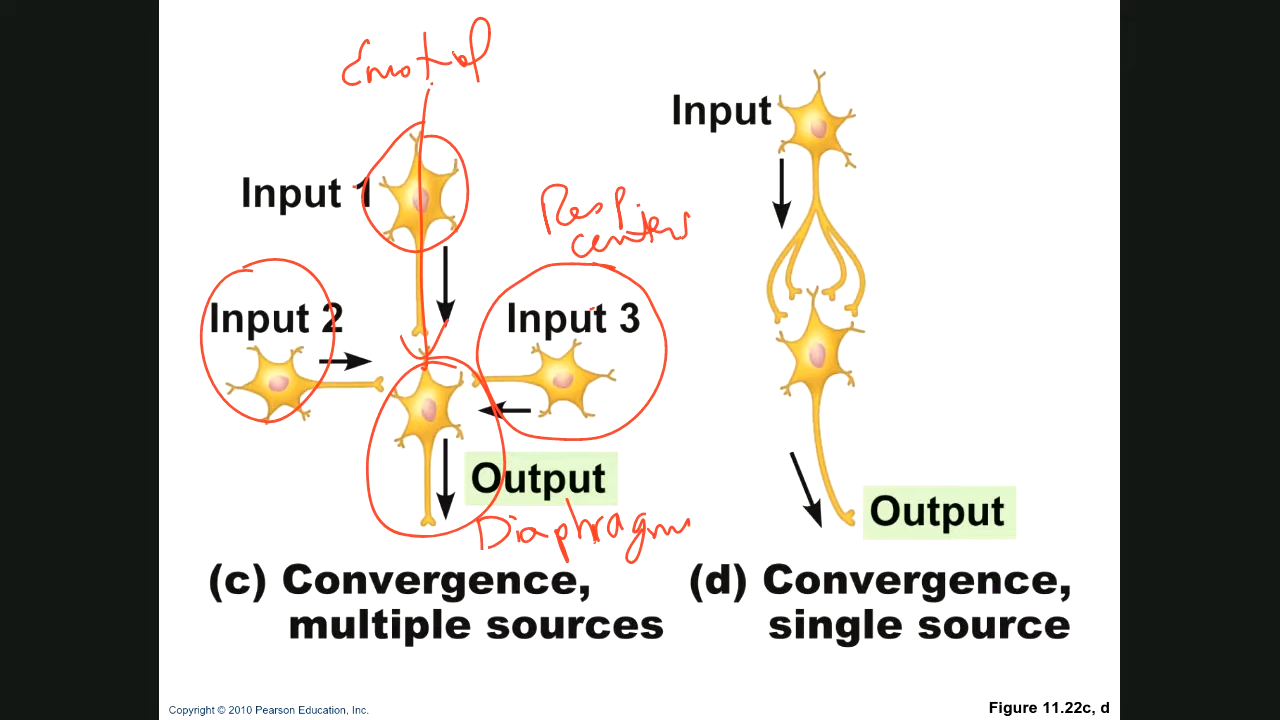 Emotal
Input
Input 1
Resp.
centers
Input 2
Input 3
Output
Diaphragm
Output
(c) Convergence,
multiple sources
(d) Convergence,
single source
Copyright © 2010 Pearson Education, Inc.
Figure 11.22c, d